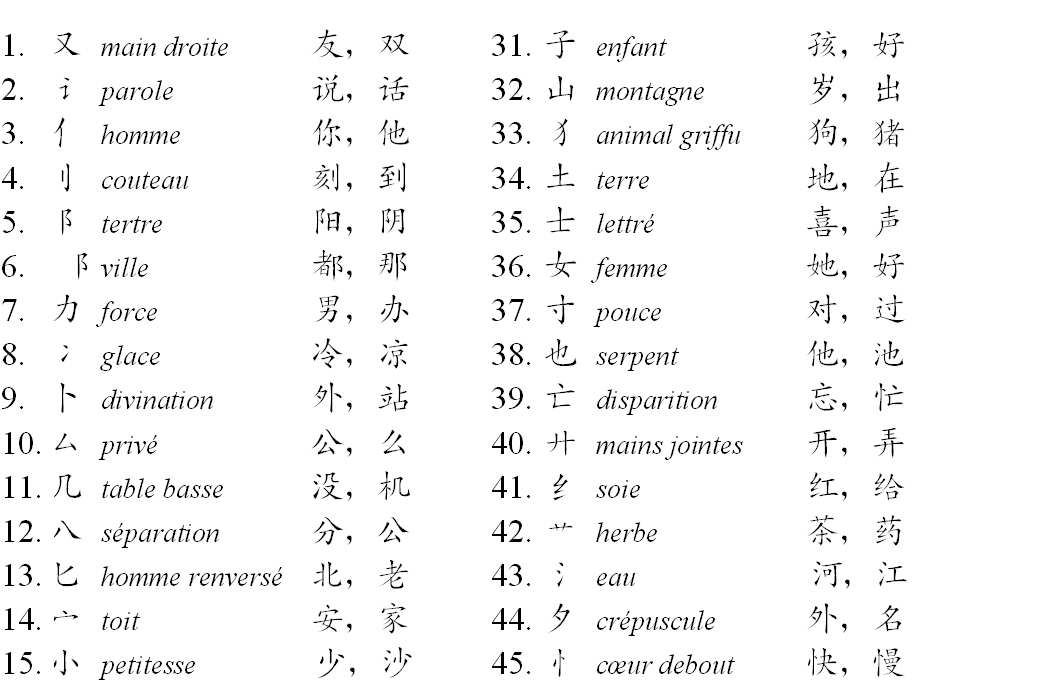 1. 又 main droite 友，双
2. 讠 parole 说，话
3. 亻 homme 你，他
4. 刂 couteau 刻，到
5. 阝 tertre 阳，阴
6. 阝 ville 都，那
7. 力 force 男，办
8. 冫 glace 冷，凉
9. 卜 divination 外，站
10. 厶 privé 公，么
11. 几 table basse 没，机
12. 八 séparation 分，公
13. 匕 homme renversé 北，老
14. 亠 toit 安，家
15. 小 petitesse 少，沙
31. 子 enfant 孩，好
32. 山 montagne 岁，出
33. 犭 animal griffu 狗，猪
34. 土 terre 地，在
35. 士 lettré 喜，声
36. 女 femme 她，好
37. 寸 pouce 对，过
38. 也 serpent 他，池
39. 亡 disparition 忘，忙
40. 廾 mains jointes 开，弄
41. 纟 soie 红，给
42. 艹 herbe 茶，药
43. 氵 eau 河，江
44. 夕 crépuscule 外，名
45. 忄 cœur debout 快，慢